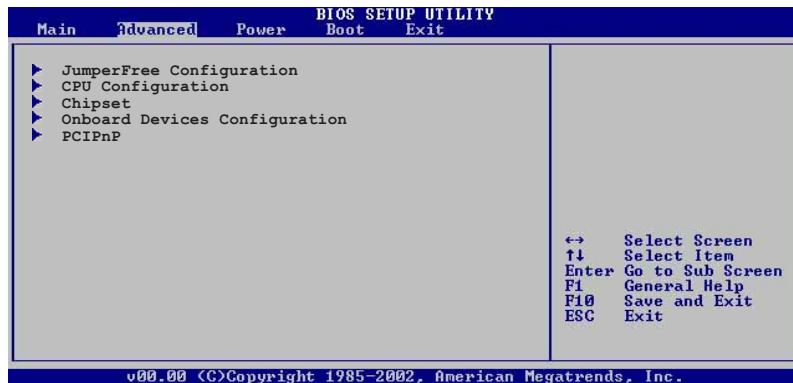 BIOS SETUP UTILITY
Main Advanced Power Boot Exit
JumperFree Configuration
CPU Configuration
Chipset
Onboard Devices Configuration
PCIPnP
←→ Select Screen
↑↓ Select Item
Enter Go to Sub Screen
F1 General Help
F10 Save and Exit
ESC Exit
v00.00 (C)Copyright 1985-2002, American Megatrends, Inc.